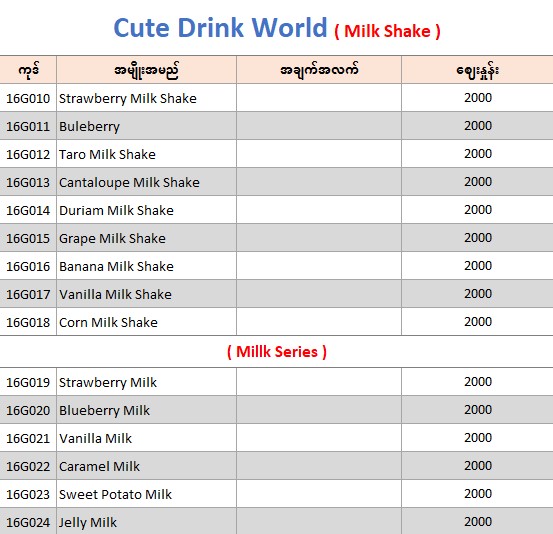 Cute Drink World ( Milk Shake )
ကုဒ် အမျိုးအမည် အချက်အလက် ဈေးနှုန်း
16G010 Strawberry Milk Shake 2000
16G011 Buleberry 2000
16G012 Taro Milk Shake 2000
16G013 Cantaloupe Milk Shake 2000
16G014 Duriam Milk Shake 2000
16G015 Grape Milk Shake 2000
16G016 Banana Milk Shake 2000
16G017 Vanilla Milk Shake 2000
16G018 Corn Milk Shake 2000
( Millk Series )
16G019 Strawberry Milk 2000
16G020 Blueberry Milk 2000
16G021 Vanilla Milk 2000
16G022 Caramel Milk 2000
16G023 Sweet Potato Milk 2000
16G024 Jelly Milk 2000